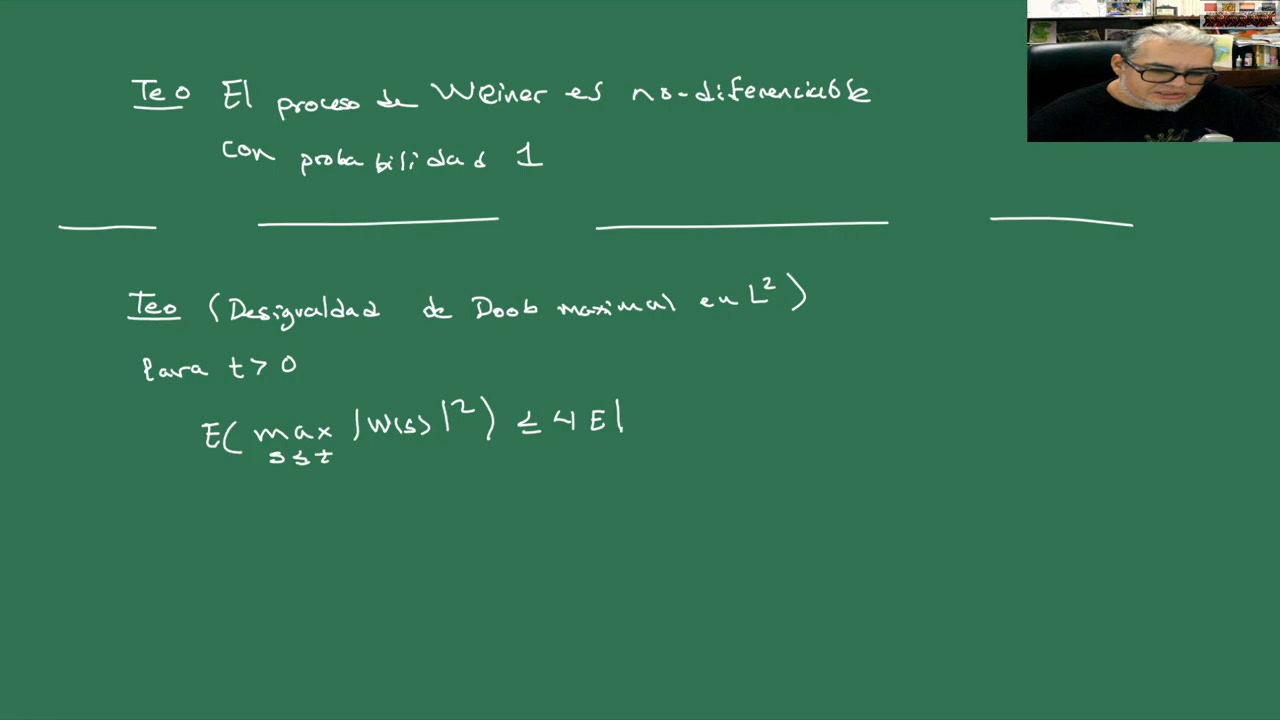 Teo El proceso de Weiner es no-diferenciable
con probabilidad 1
Teo (Desigualdad de Doob maximal en L²)
Para t > 0
E( max |W(s)|² ) ≤ 4 E|
s≤t